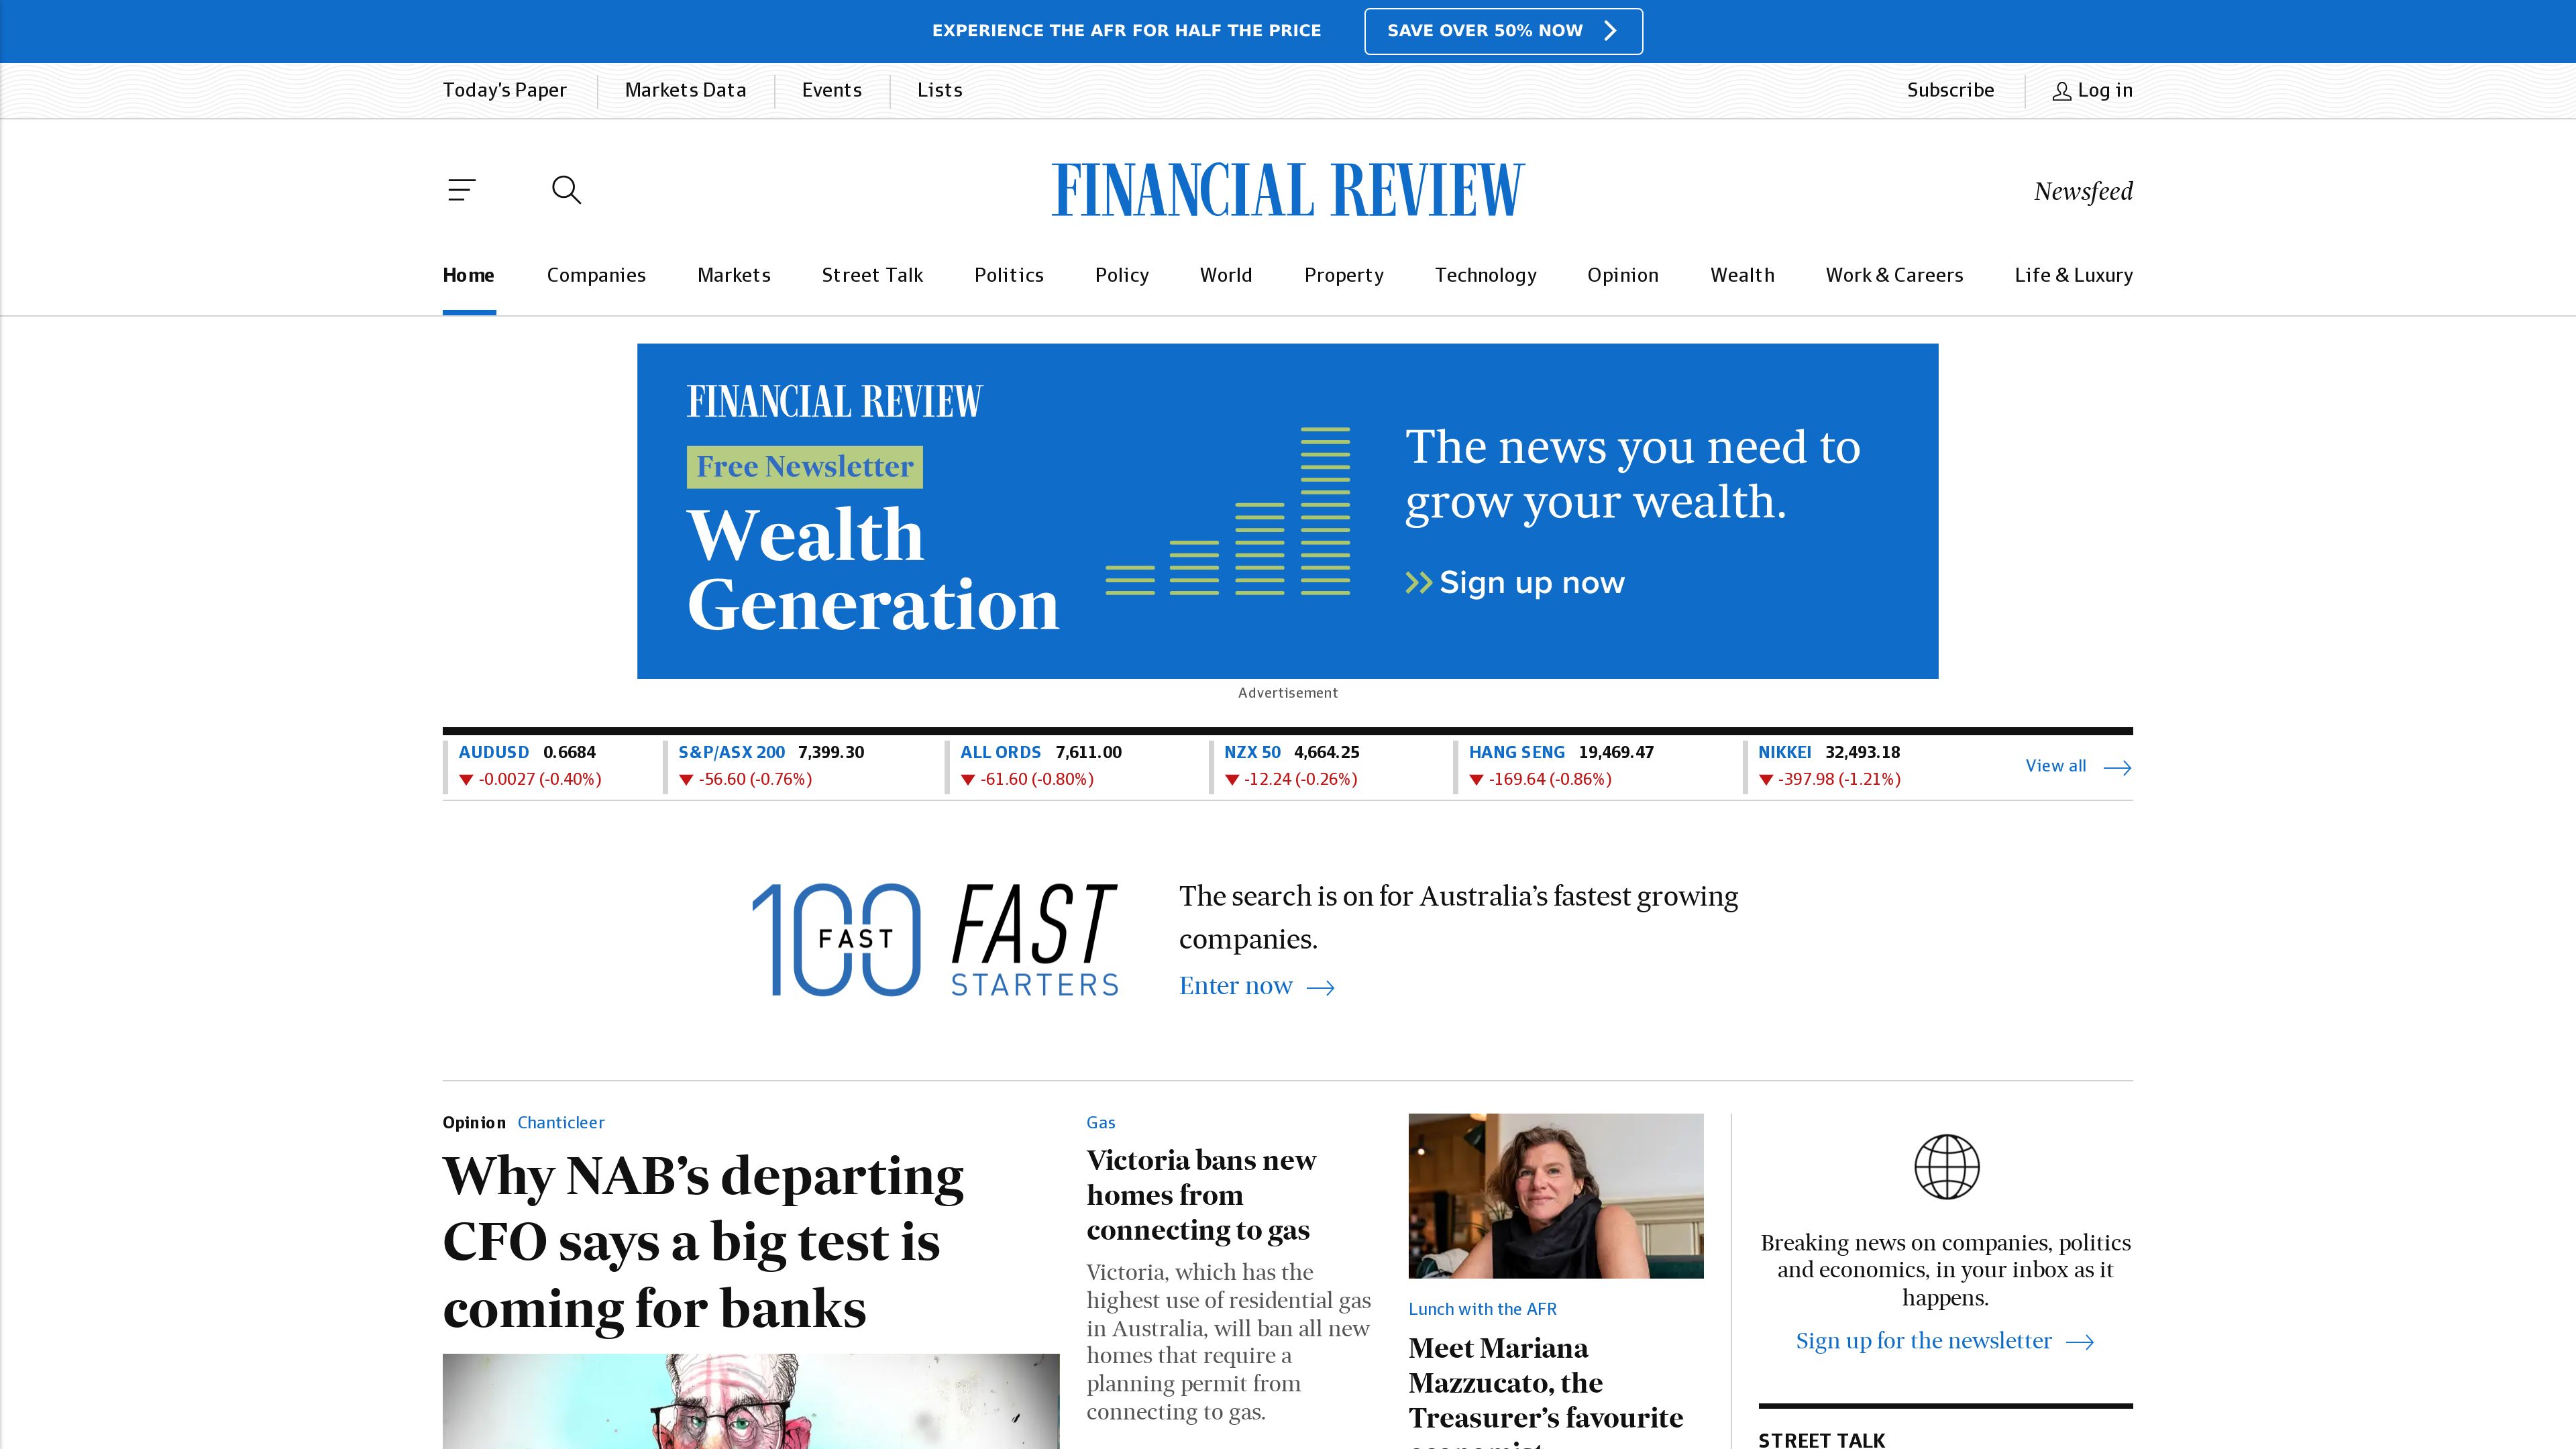 EXPERIENCE THE AFR FOR HALF THE PRICE
SAVE OVER 50% NOW
Today's Paper
Markets Data
Events
Lists
Subscribe
Log in
FINANCIAL REVIEW
Newsfeed
Home
Companies
Markets
Street Talk
Politics
Policy
World
Property
Technology
Opinion
Wealth
Work & Careers
Life & Luxury
FINANCIAL REVIEW
Free Newsletter
Wealth
Generation
The news you need to
grow your wealth.
Sign up now
Advertisement
AUDUSD 0.6684
-0.0027 (-0.40%)
S&P/ASX 200 7,399.30
-56.60 (-0.76%)
ALL ORDS 7,611.00
-61.60 (-0.80%)
NZX 50 4,664.25
-12.24 (-0.26%)
HANG SENG 19,469.47
-169.64 (-0.86%)
NIKKEI 32,493.18
-397.98 (-1.21%)
View all
100
FAST
FAST
STARTERS
The search is on for Australia's fastest growing
companies.
Enter now
Opinion Chanticleer
Why NAB's departing
CFO says a big test is
coming for banks
Gas
Victoria bans new
homes from
connecting to gas
Victoria, which has the
highest use of residential gas
in Australia, will ban all new
homes that require a
planning permit from
connecting to gas.
Lunch with the AFR
Meet Mariana
Mazzucato, the
Treasurer's favourite
Breaking news on companies, politics
and economics, in your inbox as it
happens.
Sign up for the newsletter
STREET TALK